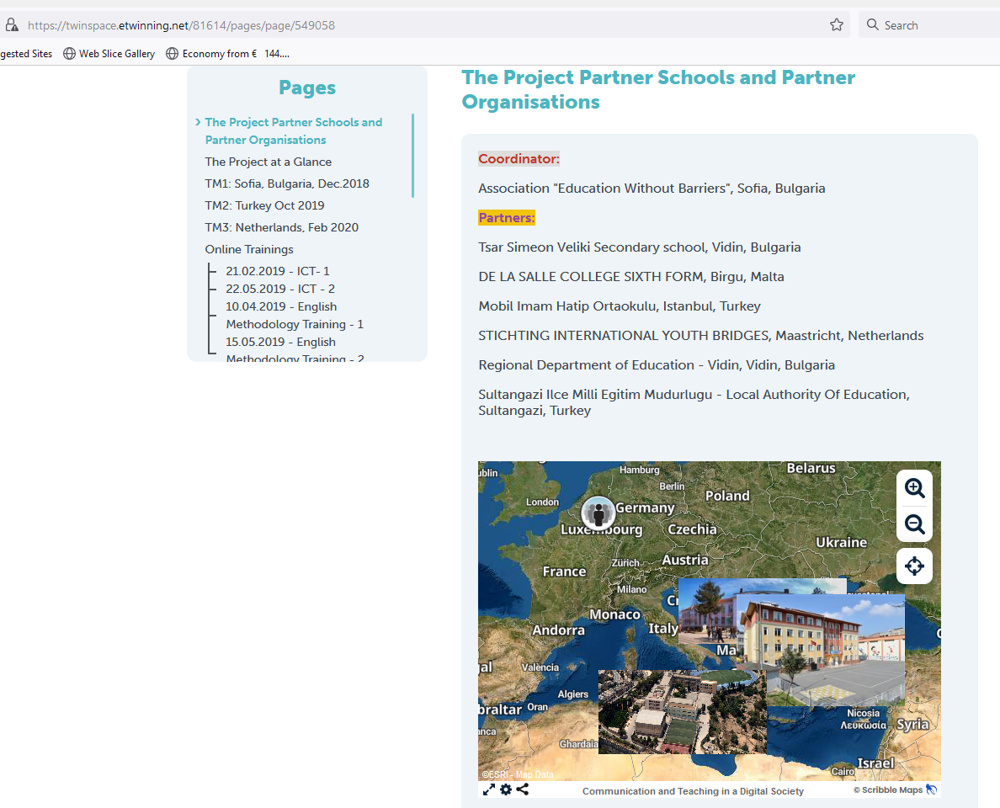 https://twinspace.etwinning.net/81614/pages/page/549058
Search
gested Sites
Web Slice Gallery
Economy from € 144....
Pages
The Project Partner Schools and
Partner Organisations
The Project at a Glance
TM1: Sofia, Bulgaria, Dec.2018
TM2: Turkey Oct 2019
TM3: Netherlands, Feb 2020
Online Trainings
21.02.2019 - ICT- 1
22.05.2019 - ICT - 2
10.04.2019 - English
Methodology Training - 1
15.05.2019 - English
Methodology Training - 2
The Project Partner Schools and Partner
Organisations
Coordinator:
Association "Education Without Barriers", Sofia, Bulgaria
Partners:
Tsar Simeon Veliki Secondary school, Vidin, Bulgaria
DE LA SALLE COLLEGE SIXTH FORM, Birgu, Malta
Mobil Imam Hatip Ortaokulu, Istanbul, Turkey
STICHTING INTERNATIONAL YOUTH BRIDGES, Maastricht, Netherlands
Regional Department of Education - Vidin, Vidin, Bulgaria
Sultangazi Ilce Milli Egitim Mudurlugu - Local Authority Of Education,
Sultangazi, Turkey
ublin
Hamburg
Belarus
Berlin
Poland
London
Germany
Luxembourg
Czechia
Ukraine
Zürich
Austria
France
Milano
Cr
Monaco
Andorra
Italy
Ma
al
València
Algiers
braltar
Oran
Nicosia
Λευκωσία
Syria
anca
Ghardaia
Israel
Cairo
©ESRI - Map Data
Communication and Teaching in a Digital Society
© Scribble Maps